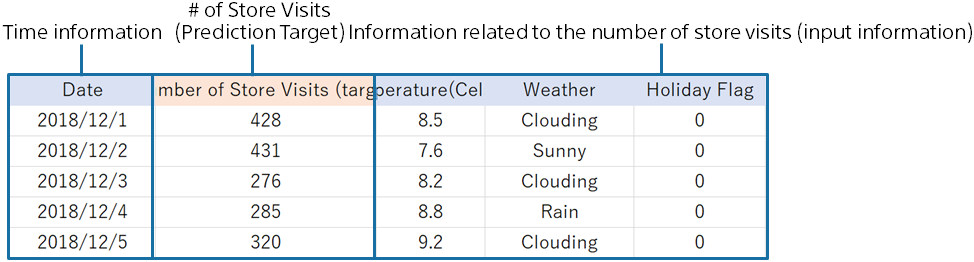 # of Store Visits
Time information (Prediction Target) Information related to the number of store visits (input information)
Date mber of Store Visits (targ perature(Cel Weather Holiday Flag
2018/12/1 428 8.5 Clouding 0
2018/12/2 431 7.6 Sunny 0
2018/12/3 276 8.2 Clouding 0
2018/12/4 285 8.8 Rain 0
2018/12/5 320 9.2 Clouding 0